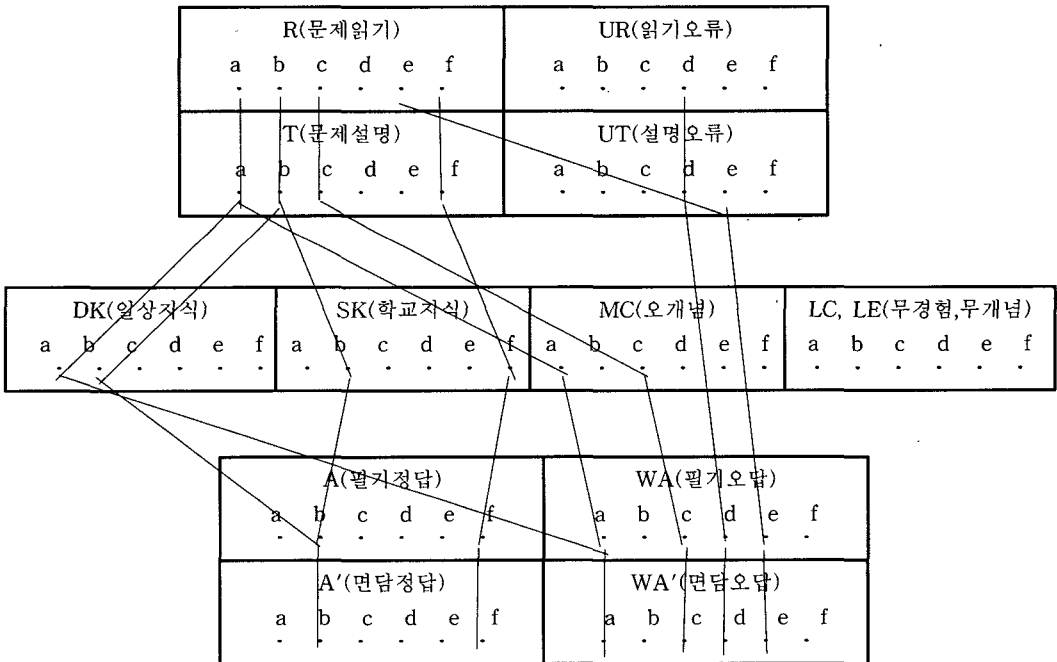 R(문제읽기) UR(읽기오류)
a b c d e f a b c d e f
T(문제설명) UT(설명오류)
a b c d e f a b c d e f
DK(일상지식) SK(학교지식) MC(오개념) LC, LE(무경험,무개념)
a b c d e f a b c d e f a b c d e f a b c d e f
A(필기정답) WA(필기오답)
a b c d e f a b c d e f
A′(면담정답) WA′(면담오답)
a b c d e f a b c d e f